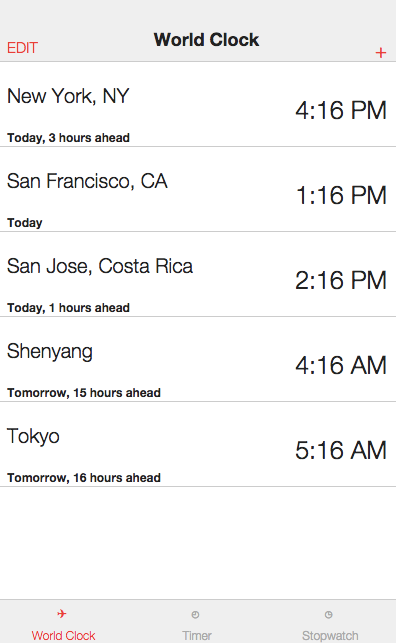 EDIT World Clock +
New York, NY
4:16 PM
Today, 3 hours ahead
San Francisco, CA
1:16 PM
Today
San Jose, Costa Rica
2:16 PM
Today, 1 hours ahead
Shenyang
4:16 AM
Tomorrow, 15 hours ahead
Tokyo
5:16 AM
Tomorrow, 16 hours ahead
World Clock Timer Stopwatch